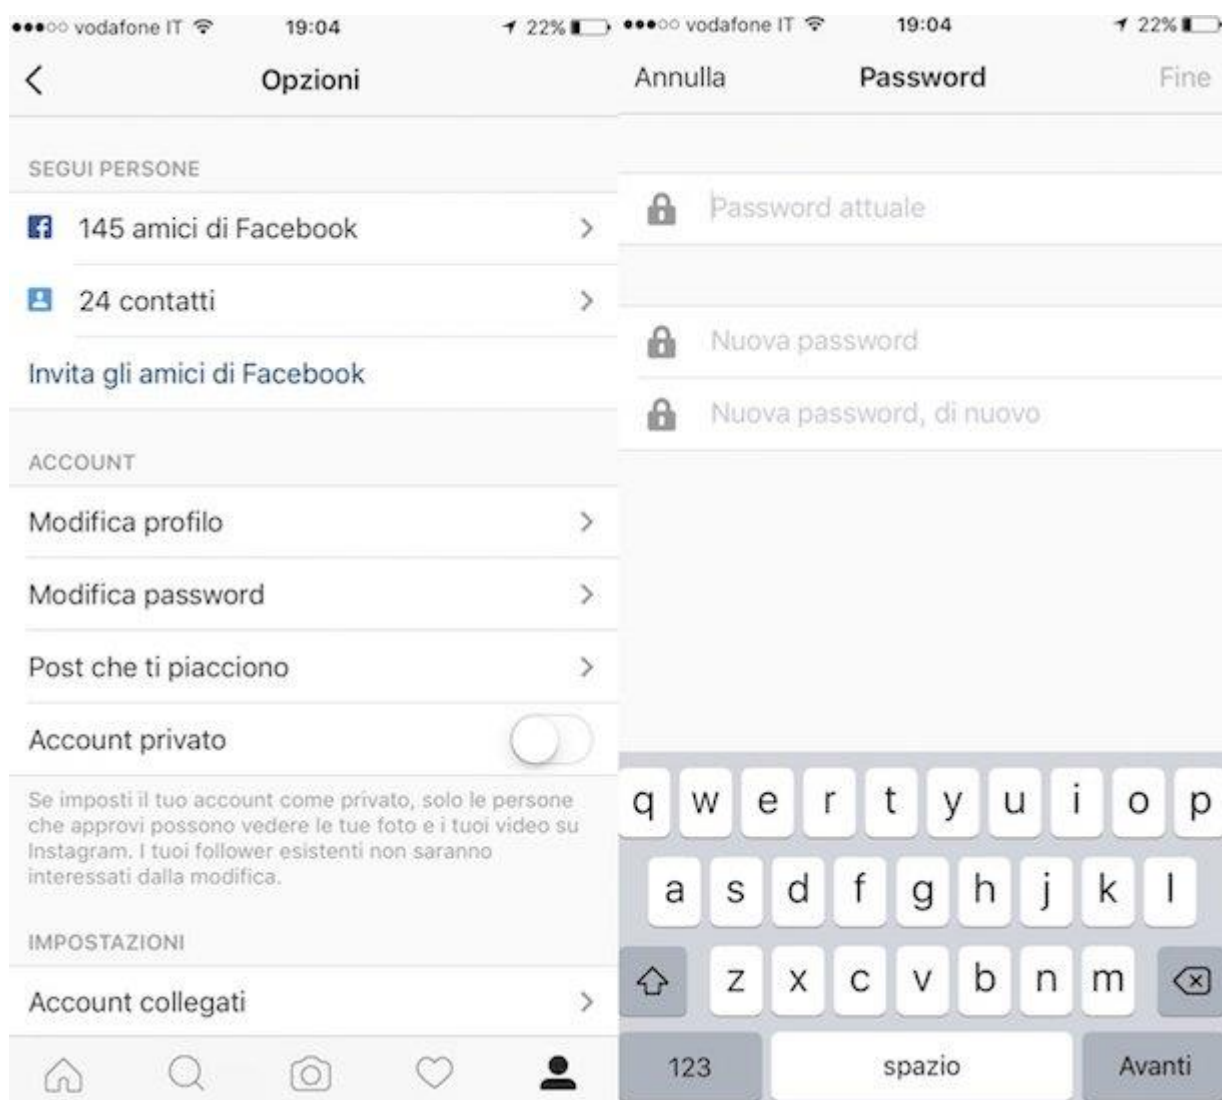 vodafone IT 19:04 22%
Opzioni
SEGUI PERSONE
145 amici di Facebook
24 contatti
Invita gli amici di Facebook
ACCOUNT
Modifica profilo
Modifica password
Post che ti piacciono
Account privato
Se imposti il tuo account come privato, solo le persone
che approvi possono vedere le tue foto e i tuoi video su
Instagram. I tuoi follower esistenti non saranno
interessati dalla modifica.
IMPOSTAZIONI
Account collegati
vodafone IT 19:04 22%
Annulla Password Fine
Password attuale
Nuova password
Nuova password, di nuovo
q w e r t y u i o p
a s d f g h j k l
z x c v b n m
123 spazio Avanti